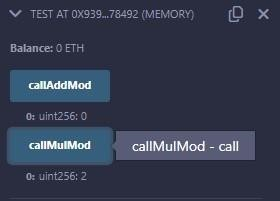 TEST AT 0X939...78492 (MEMORY)
Balance: 0 ETH
callAddMod
0: uint256: 0
callMulMod
callMulMod - call
0: uint256: 2